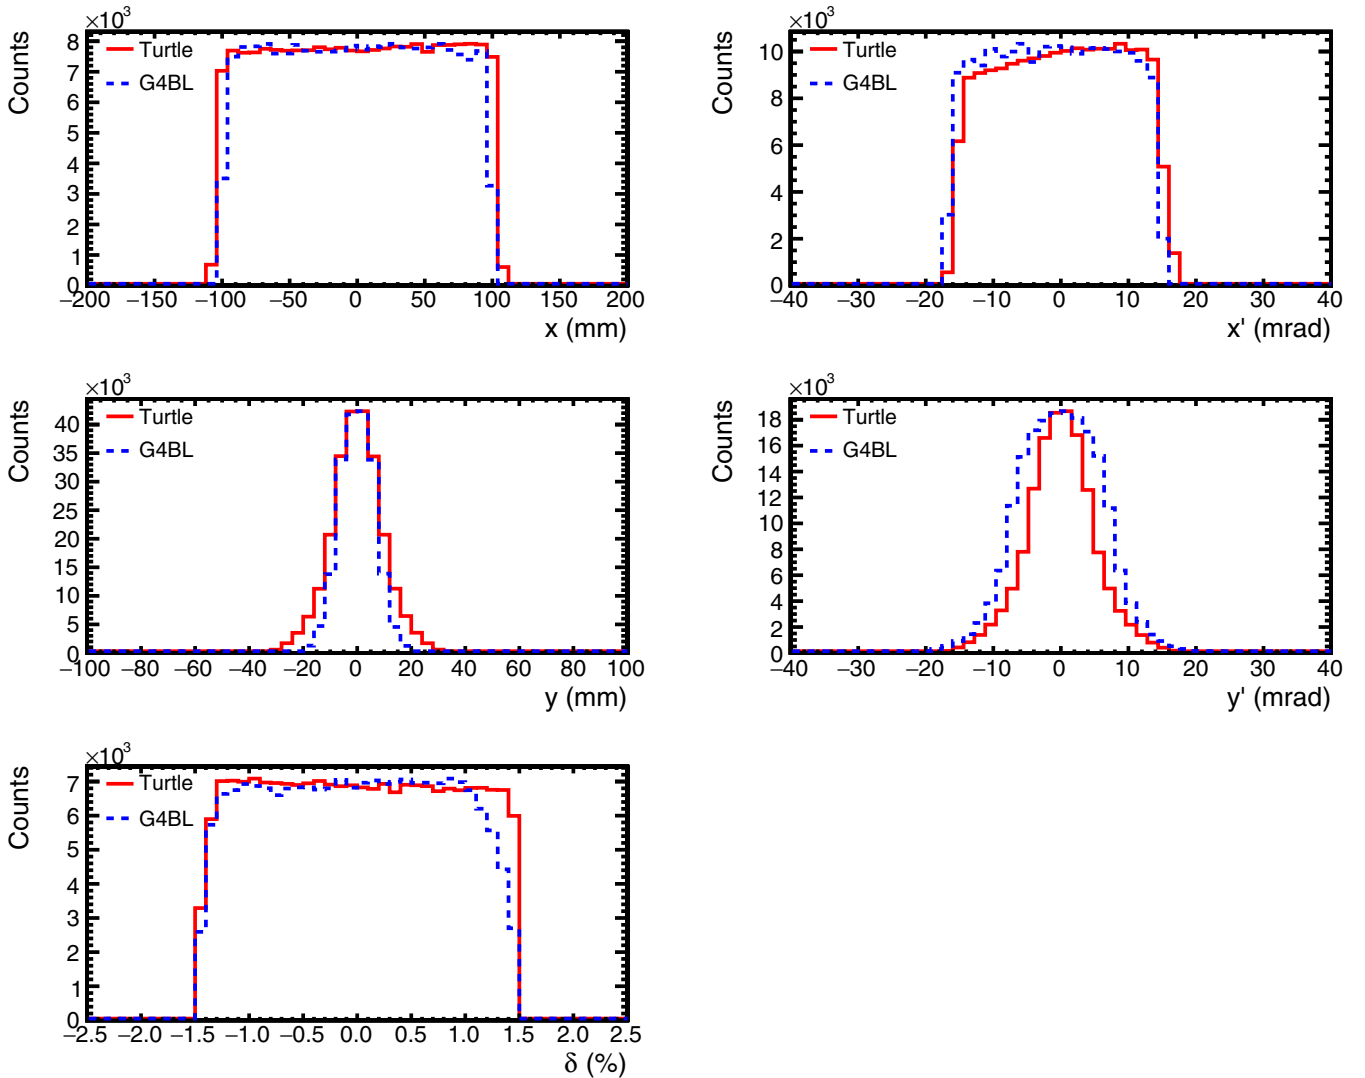 ×10³
Counts
Turtle
G4BL
8
7
6
5
4
3
2
1
0
−200 −150 −100 −50 0 50 100 150 200
x (mm)
×10³
Counts
Turtle
G4BL
10
8
6
4
2
0
−40 −30 −20 −10 0 10 20 30 40
x' (mrad)
×10³
Counts
Turtle
G4BL
40
35
30
25
20
15
10
5
0
−100 −80 −60 −40 −20 0 20 40 60 80 100
y (mm)
×10³
Counts
Turtle
G4BL
18
16
14
12
10
8
6
4
2
0
−40 −30 −20 −10 0 10 20 30 40
y' (mrad)
×10³
Counts
Turtle
G4BL
7
6
5
4
3
2
1
0
−2.5 −2.0 −1.5 −1.0 −0.5 0.0 0.5 1.0 1.5 2.0 2.5
δ (%)